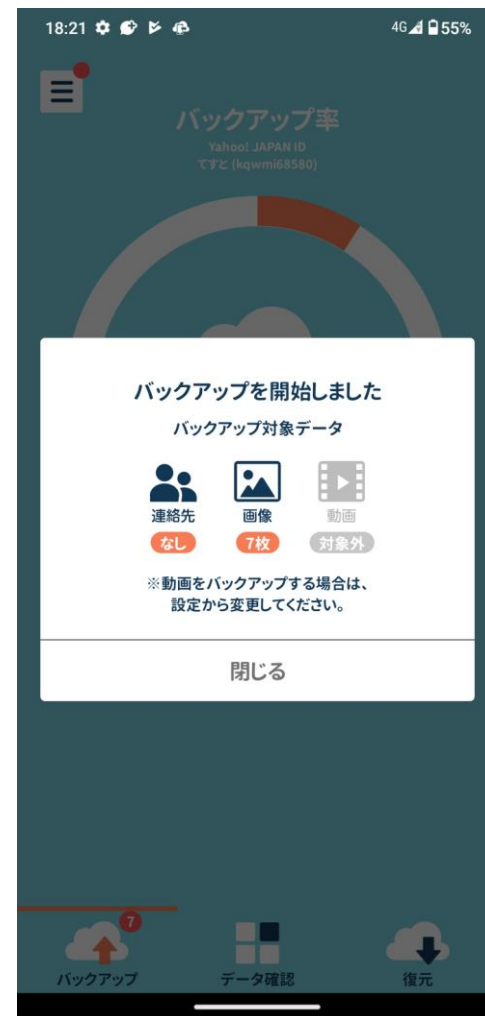 18:21
4G 55%
バックアップ率
Yahoo! JAPAN ID
てすと (kqwmi68580)
バックアップを開始しました
バックアップ対象データ
連絡先 画像 動画
なし 7枚 対象外
※動画をバックアップする場合は、
設定から変更してください。
閉じる
7
バックアップ データ確認 復元